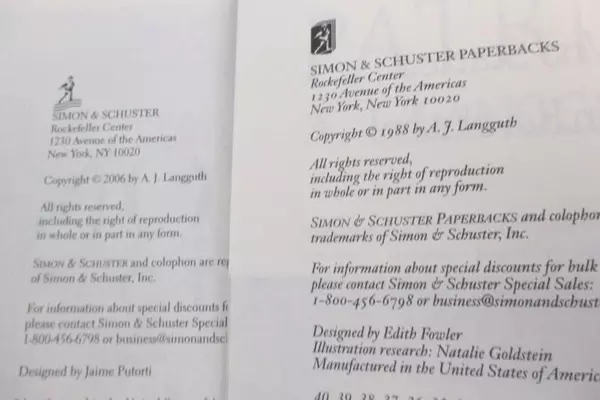 SIMON & SCHUSTER
Rockefeller Center
1230 Avenue of the Americas
New York, NY 10020
Copyright © 2006 by A. J. Langguth
All rights reserved,
including the right of reproduction
in whole or in part in any form.
SIMON & SCHUSTER and colophon are reg
of Simon & Schuster, Inc.
For information about special discounts f
please contact Simon & Schuster Special
1-800-456-6798 or business@simonandsc
Designed by Jaime Putorti
SIMON & SCHUSTER PAPERBACKS
Rockefeller Center
1230 Avenue of the Americas
New York, New York 10020
Copyright © 1988 by A. J. Langguth
All rights reserved,
including the right of reproduction
in whole or in part in any form.
SIMON & SCHUSTER PAPERBACKS and colophon
trademarks of Simon & Schuster, Inc.
For information about special discounts for bulk
please contact Simon & Schuster Special Sales:
1-800-456-6798 or business@simonandschust
Designed by Edith Fowler
Illustration research: Natalie Goldstein
Manufactured in the United States of Americ
40 39 38 37